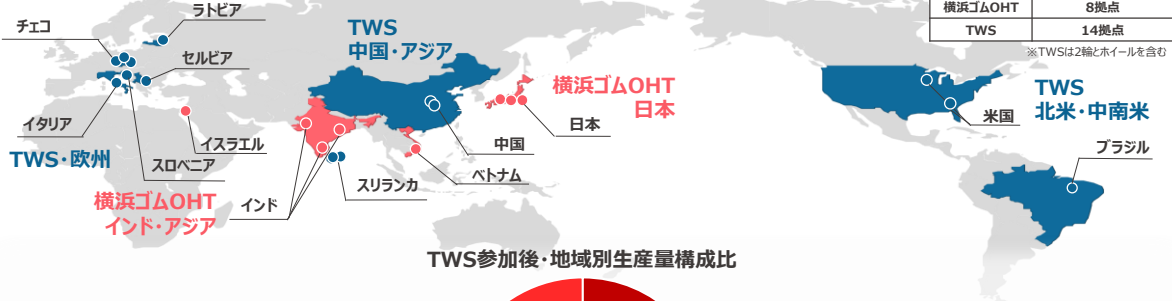 横浜ゴムOHT 8拠点
TWS 14拠点
※TWSは2輪とホイールを含む
ラトビア
チェコ
TWS
中国・アジア
セルビア
横浜ゴムOHT
日本
TWS
北米・中南米
イタリア
イスラエル
日本
米国
TWS・欧州
スロベニア
中国
ブラジル
スリランカ
ベトナム
横浜ゴムOHT
インド・アジア
インド
TWS参加後・地域別生産量構成比